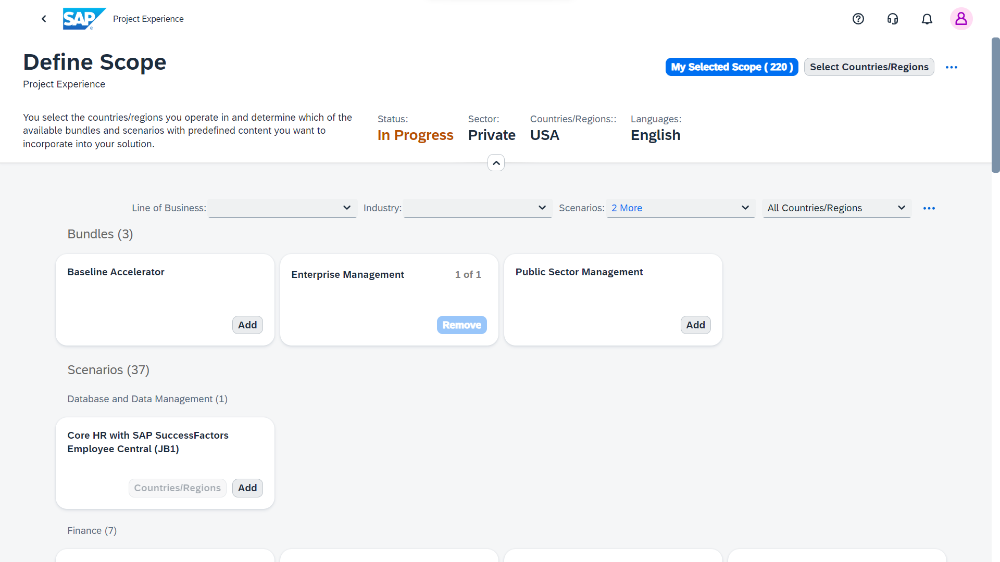 SAP
Project Experience
Define Scope
Project Experience
My Selected Scope ( 220 )
Select Countries/Regions
You select the countries/regions you operate in and determine which of the
available bundles and scenarios with predefined content you want to
incorporate into your solution.
Status:
In Progress
Sector:
Private
Countries/Regions::
USA
Languages:
English
Line of Business:
Industry:
Scenarios:
2 More
All Countries/Regions
Bundles (3)
Baseline Accelerator
Add
Enterprise Management
1 of 1
Remove
Public Sector Management
Add
Scenarios (37)
Database and Data Management (1)
Core HR with SAP SuccessFactors
Employee Central (JB1)
Countries/Regions
Add
Finance (7)